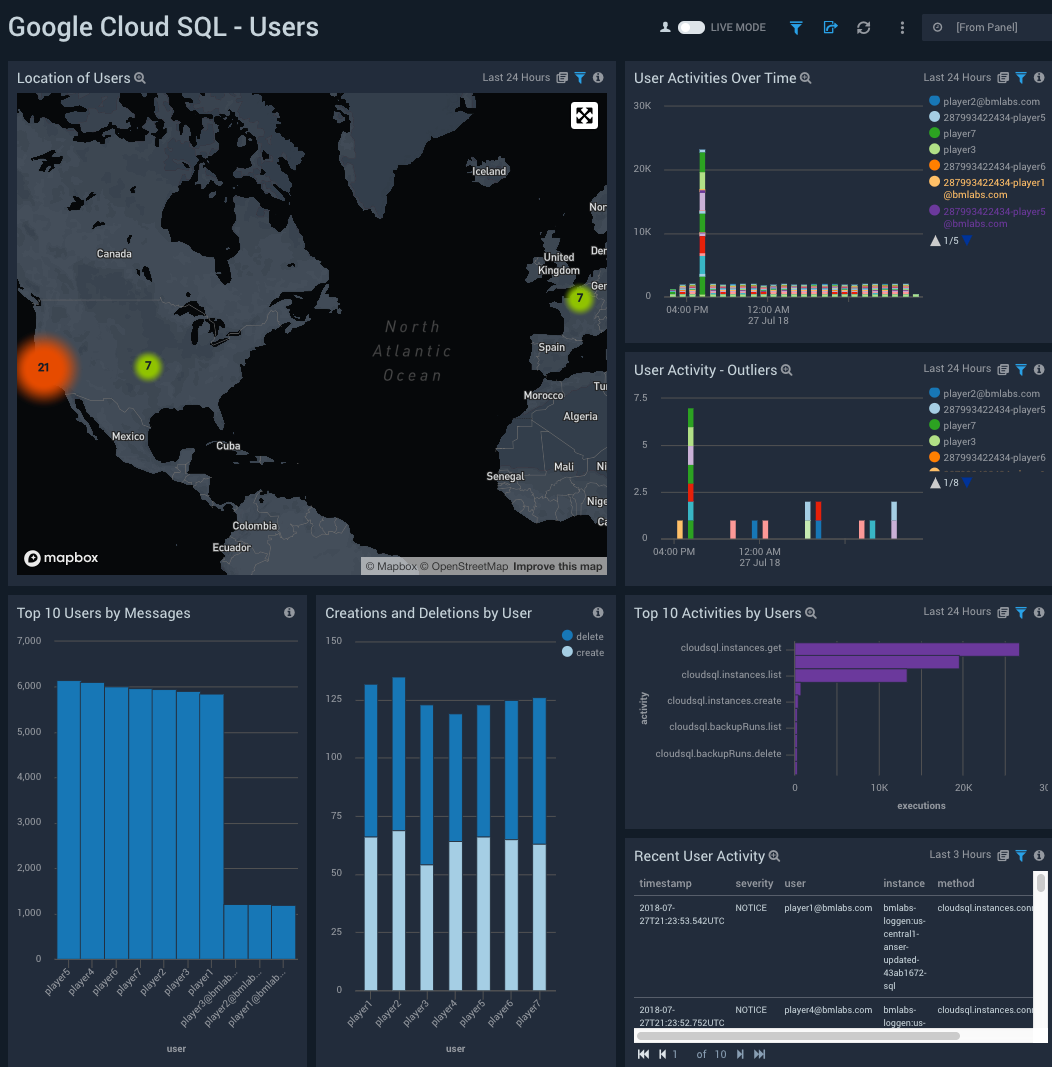 Google Cloud SQL - Users
LIVE MODE
[From Panel]
Location of Users
Last 24 Hours
Iceland
Canada
United
Kingdom
North
Atlantic
Ocean
Spain
Morocco
Algeria
Mexico
Cuba
Mali
Senegal
Colombia
Ecuador
21
7
7
mapbox
© Mapbox © OpenStreetMap Improve this map
User Activities Over Time
Last 24 Hours
30K
20K
10K
0
04:00 PM
12:00 AM
27 Jul 18
player2@bmlabs.com
287993422434-player5
player7
player3
287993422434-player6
287993422434-player1
@bmlabs.com
287993422434-player5
@bmlabs.com
1/5
User Activity - Outliers
Last 24 Hours
7.5
5
2.5
0
04:00 PM
12:00 AM
27 Jul 18
player2@bmlabs.com
287993422434-player5
player7
player3
287993422434-player6
1/8
Top 10 Users by Messages
7,000
6,000
5,000
4,000
3,000
2,000
1,000
0
player5
player4
player6
player7
player2
player3
player1
player3@bmlab...
player2@bmlab...
player1@bmlab...
user
Creations and Deletions by User
delete
create
150
125
100
75
50
25
0
player1
player2
player3
player4
player5
player6
player7
user
Top 10 Activities by Users
Last 24 Hours
activity
cloudsql.instances.get
cloudsql.instances.list
cloudsql.instances.create
cloudsql.backupRuns.list
cloudsql.backupRuns.delete
0
10K
20K
executions
Recent User Activity
Last 3 Hours
timestamp severity user instance method
2018-07- NOTICE player1@bmlabs.com bmlabs- cloudsql.instances.con
27T21:23:53.542UTC loggen:us-
central1-
anser-
updated-
43ab1672-
sql
2018-07- NOTICE player4@bmlabs.com bmlabs- cloudsql.instances.con
27T21:23:52.752UTC loggen:us-
1 of 10